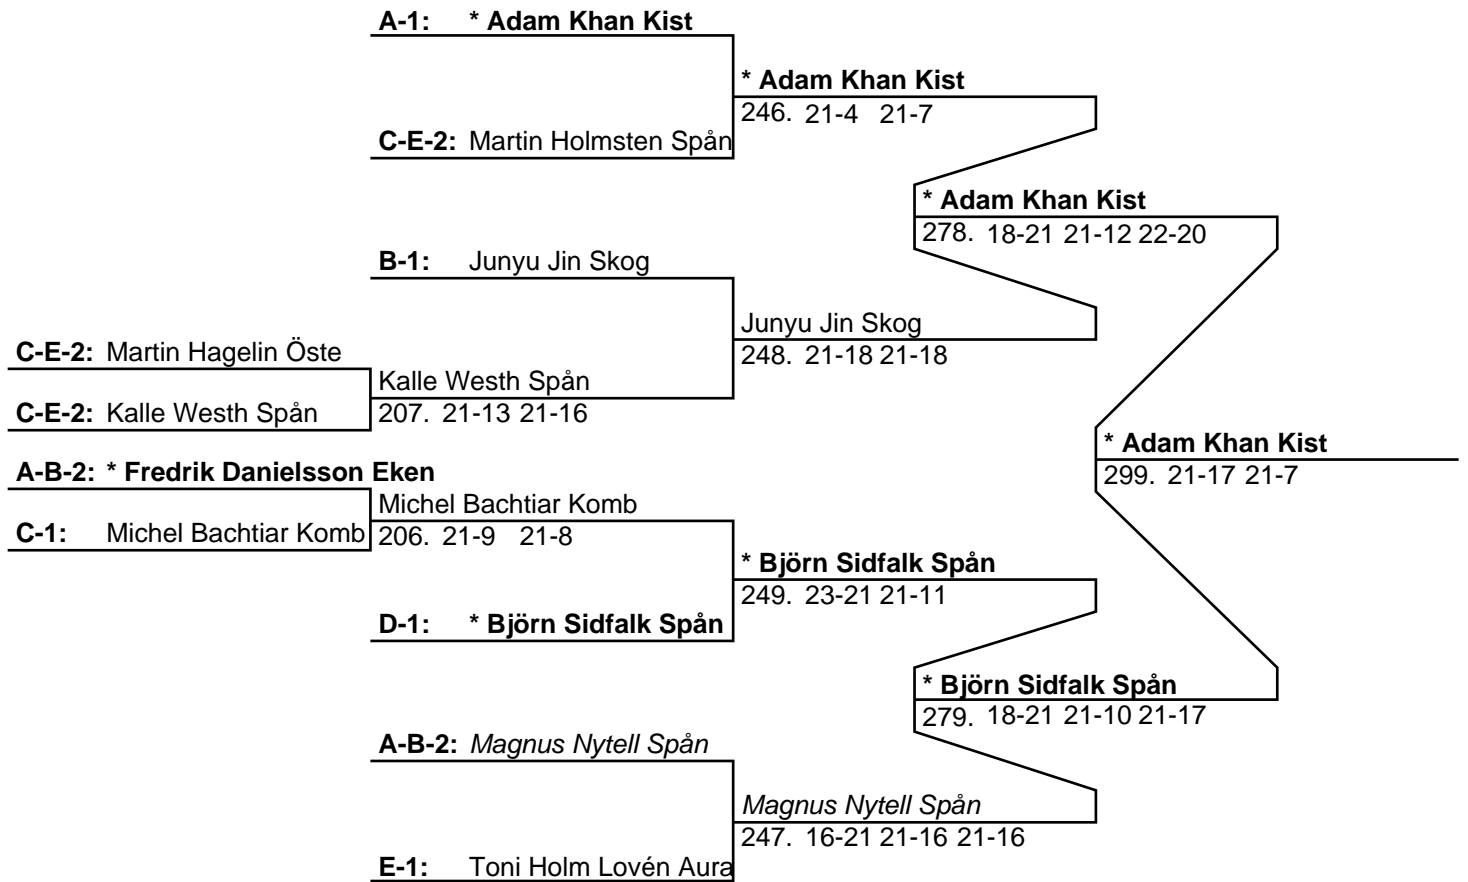 A-1: * Adam Khan Kist
* Adam Khan Kist
246. 21-4 21-7
C-E-2: Martin Holmsten Spån
* Adam Khan Kist
278. 18-21 21-12 22-20
B-1: Junyu Jin Skog
Junyu Jin Skog
248. 21-18 21-18
C-E-2: Martin Hagelin Öste
Kalle Westh Spån
207. 21-13 21-16
C-E-2: Kalle Westh Spån
* Adam Khan Kist
299. 21-17 21-7
A-B-2: * Fredrik Danielsson Eken
Michel Bachtiar Komb
206. 21-9 21-8
C-1: Michel Bachtiar Komb
* Björn Sidfalk Spån
249. 23-21 21-11
D-1: * Björn Sidfalk Spån
* Björn Sidfalk Spån
279. 18-21 21-10 21-17
A-B-2: Magnus Nytell Spån
Magnus Nytell Spån
247. 16-21 21-16 21-16
E-1: Toni Holm Lovén Aura